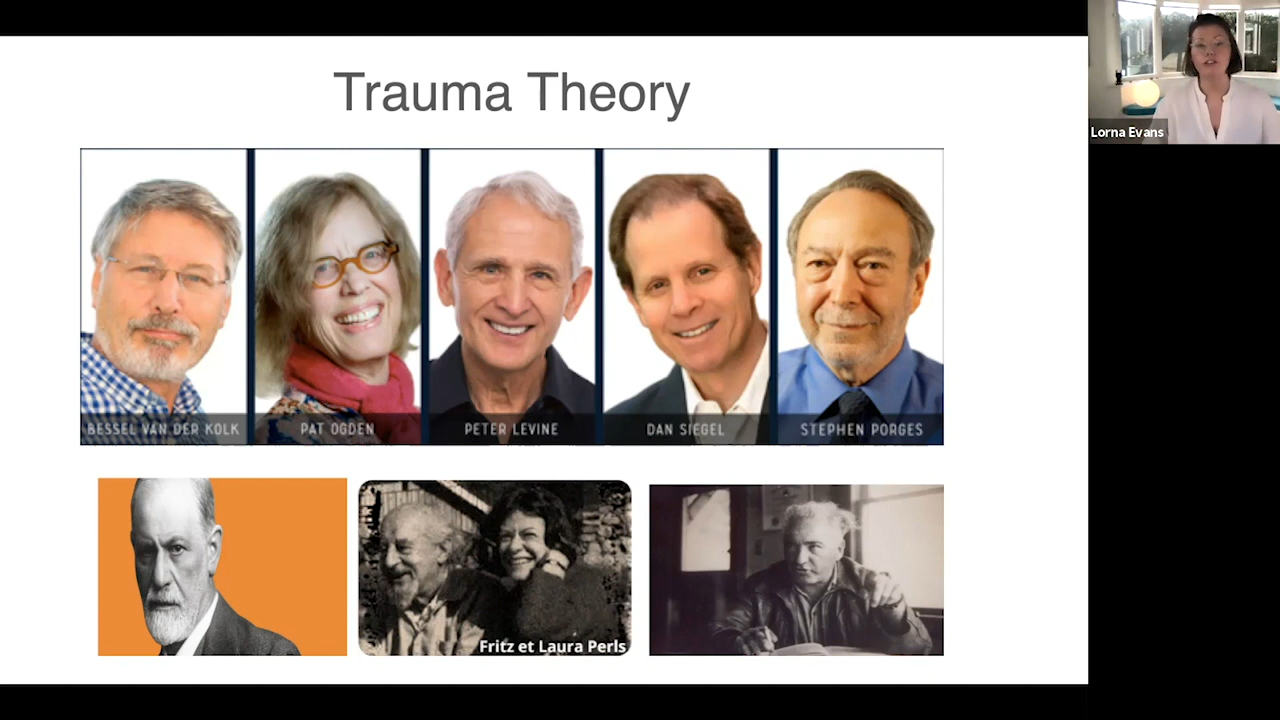 Trauma Theory
Lorna Evans
BESSEL VAN DER KOLK
PAT OGDEN
PETER LEVINE
DAN SIEGEL
STEPHEN PORGES
Fritz et Laura Perls